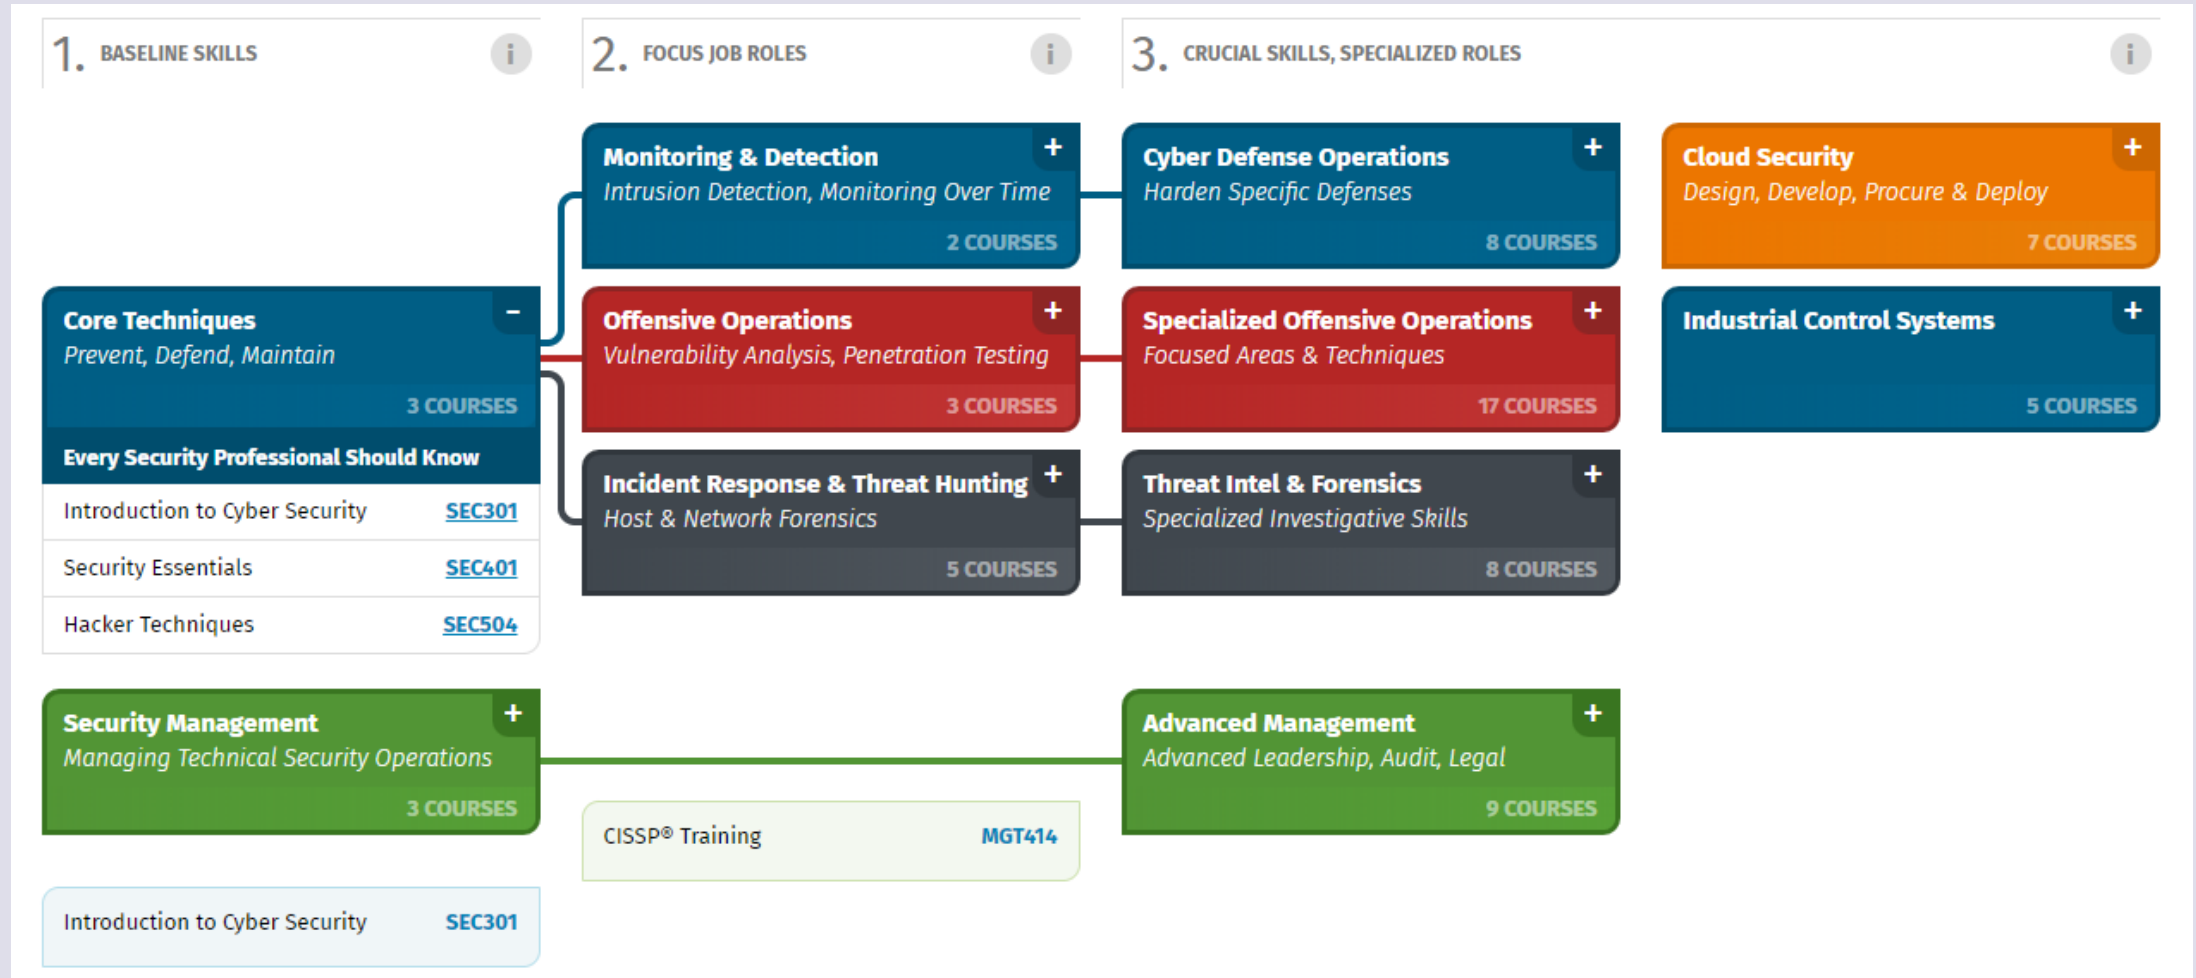 1. BASELINE SKILLS
i
2. FOCUS JOB ROLES
i
3. CRUCIAL SKILLS, SPECIALIZED ROLES
i
Core Techniques
−
Prevent, Defend, Maintain
3 COURSES
Every Security Professional Should Know
Introduction to Cyber Security SEC301
Security Essentials SEC401
Hacker Techniques SEC504
Security Management
+
Managing Technical Security Operations
3 COURSES
Introduction to Cyber Security SEC301
Monitoring & Detection
+
Intrusion Detection, Monitoring Over Time
2 COURSES
Offensive Operations
+
Vulnerability Analysis, Penetration Testing
3 COURSES
Incident Response & Threat Hunting
+
Host & Network Forensics
5 COURSES
CISSP® Training MGT414
Cyber Defense Operations
+
Harden Specific Defenses
8 COURSES
Specialized Offensive Operations
+
Focused Areas & Techniques
17 COURSES
Threat Intel & Forensics
+
Specialized Investigative Skills
8 COURSES
Advanced Management
+
Advanced Leadership, Audit, Legal
9 COURSES
Cloud Security
+
Design, Develop, Procure & Deploy
7 COURSES
Industrial Control Systems
+
5 COURSES